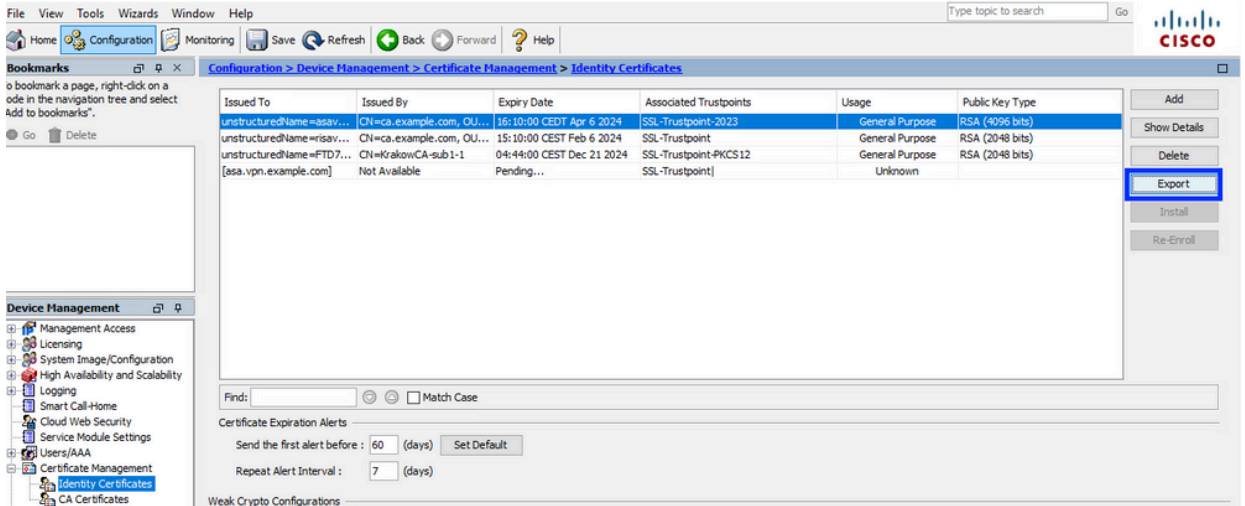 File View Tools Wizards Window Help Type topic to search Go
Home Configuration Monitoring Save Refresh Back Forward Help
CISCO
Bookmarks
o bookmark a page, right-click on a
ode in the navigation tree and select
Add to bookmarks".
Go Delete
Configuration > Device Management > Certificate Management > Identity Certificates
Issued To Issued By Expiry Date Associated Trustpoints Usage Public Key Type
unstructuredName=asav... CN=ca.example.com, OU... 16:10:00 CEDT Apr 6 2024 SSL-Trustpoint-2023 General Purpose RSA (4096 bits)
unstructuredName=risav... CN=ca.example.com, OU... 15:10:00 CEST Feb 6 2024 SSL-Trustpoint General Purpose RSA (2048 bits)
unstructuredName=FTD7... CN=KrakowCA-sub1-1 04:44:00 CEST Dec 21 2024 SSL-Trustpoint-PKCS12 General Purpose RSA (2048 bits)
[asa.vpn.example.com] Not Available Pending... SSL-Trustpoint| Unknown
Add
Show Details
Delete
Export
Install
Re-Enroll
Device Management
Management Access
Licensing
System Image/Configuration
High Availability and Scalability
Logging
Smart Call-Home
Cloud Web Security
Service Module Settings
Users/AAA
Certificate Management
Identity Certificates
CA Certificates
Find: Match Case
Certificate Expiration Alerts
Send the first alert before : 60 (days) Set Default
Repeat Alert Interval : 7 (days)
Weak Crypto Configurations